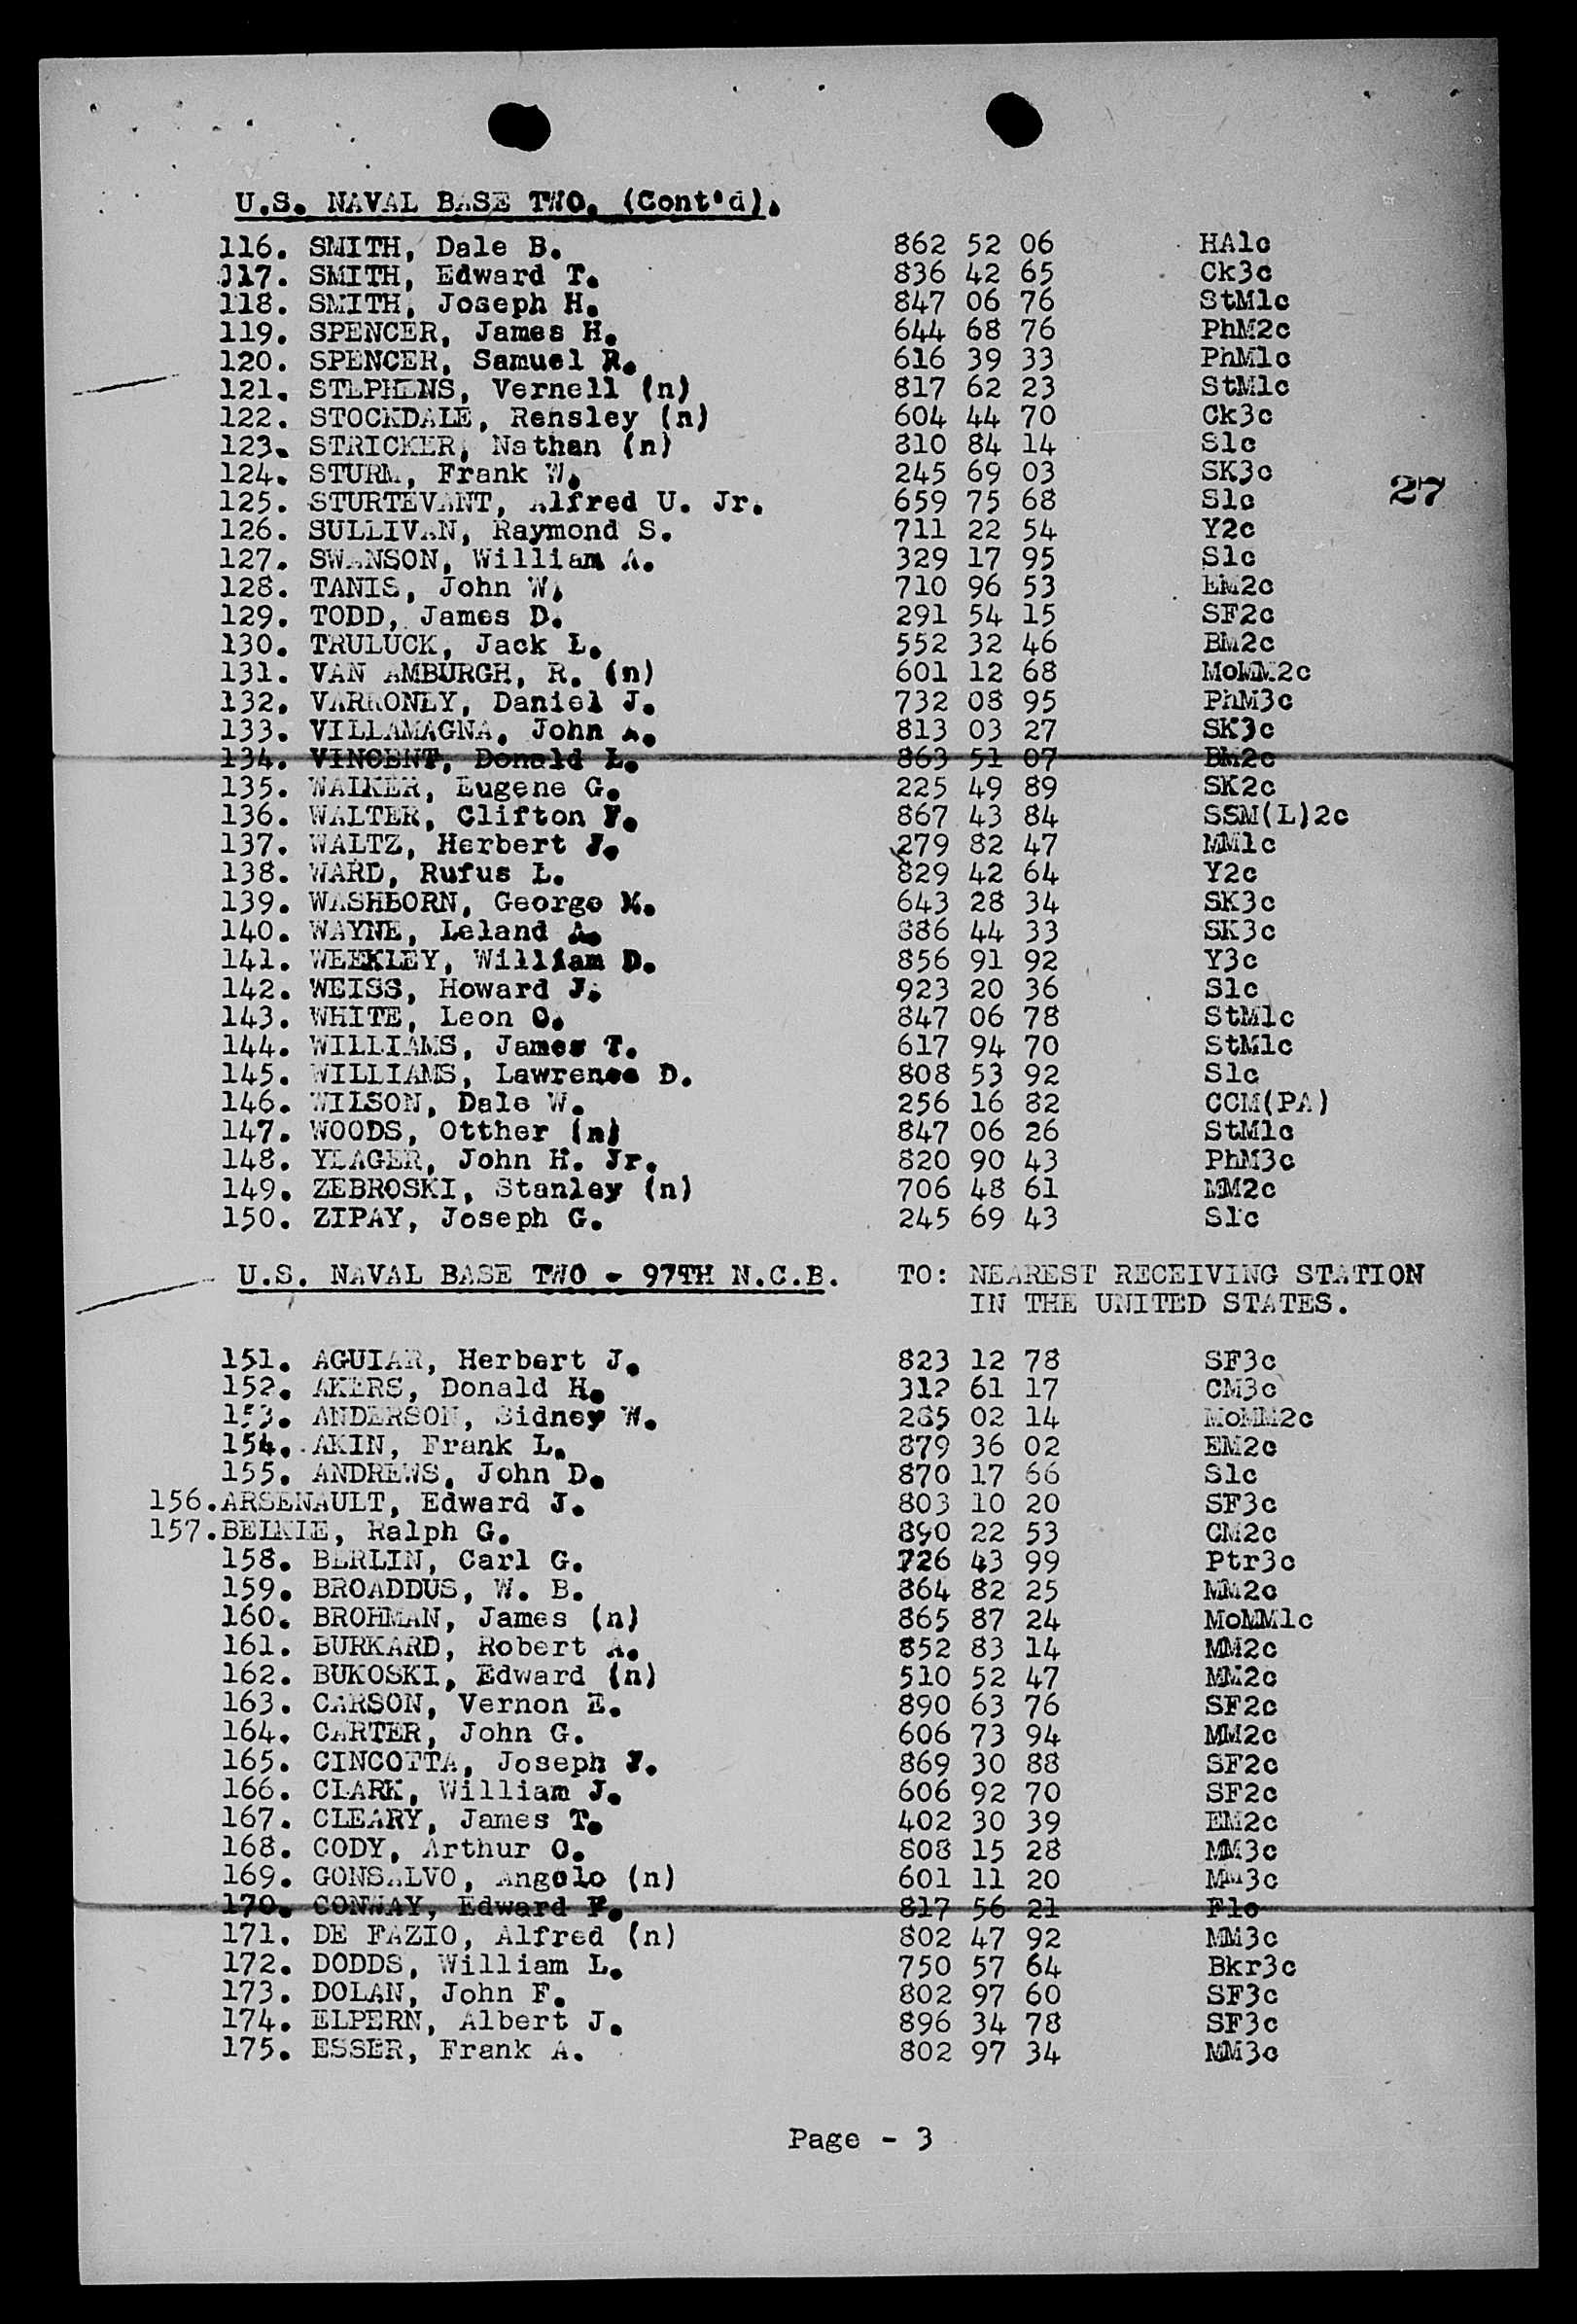 U.S. NAVAL BASE TWO. (Cont'd).
116. SMITH, Dale B. 862 52 06 HA1c
117. SMITH, Edward T. 836 42 65 Ck3c
118. SMITH, Joseph H. 847 06 76 StM1c
119. SPENCER, James H. 644 68 76 PhM2c
120. SPENCER, Samuel R. 616 39 33 PhM1c
121. STEPHENS, Vernell (n) 817 62 23 StM1c
122. STOCKDALE, Rensley (n) 604 44 70 Ck3c
123. STRICKER, Nathan (n) 810 84 14 S1c
124. STURM, Frank W. 245 69 03 SK3c
27
125. STURTEVANT, Alfred U. Jr. 659 75 68 S1c
126. SULLIVAN, Raymond S. 711 22 54 Y2c
127. SWANSON, William A. 329 17 95 S1c
128. TANIS, John W. 710 96 53 EM2c
129. TODD, James D. 291 54 15 SF2c
130. TRULUCK, Jack L. 552 32 46 BM2c
131. VAN AMBURGH, R. (n) 601 12 68 MoMM2c
132. VARRONEY, Daniel J. 732 08 95 PhM3c
133. VILLAMAGNA, John A. 813 03 27 SK3c
134. VINCENT, Donald L. 863 51 07 BM2c
135. WALKER, Eugene G. 225 49 89 SK2c
136. WALTER, Clifton F. 867 43 84 SSM(L)2c
137. WALTZ, Herbert J. 279 82 47 MM1c
138. WARD, Rufus L. 829 42 64 Y2c
139. WASHBORN, George M. 643 28 34 SK3c
140. WAYNE, Leland A. 886 44 33 SK3c
141. WEEKLEY, William D. 856 91 92 Y3c
142. WEISS, Howard J. 923 20 36 S1c
143. WHITE, Leon O. 847 06 78 StM1c
144. WILLIAMS, James T. 617 94 70 StM1c
145. WILLIAMS, Lawrence D. 808 53 92 S1c
146. WILSON, Dale W. 256 16 82 CCM(PA)
147. WOODS, Otther (n) 847 06 26 StM1c
148. YEAGER, John H. Jr. 820 90 43 PhM3c
149. ZEBROSKI, Stanley (n) 706 48 61 MM2c
150. ZIPAY, Joseph G. 245 69 43 S1c
U.S. NAVAL BASE TWO - 97TH N.C.B. TO: NEAREST RECEIVING STATION
IN THE UNITED STATES.
151. AGUIAR, Herbert J. 823 12 78 SF3c
152. AKERS, Donald H. 312 61 17 CM3c
153. ANDERSON, Sidney W. 285 02 14 MoMM2c
154. AKIN, Frank L. 879 36 02 EM2c
155. ANDREWS, John D. 870 17 66 S1c
156. ARSENAULT, Edward J. 803 10 20 SF3c
157. BEIKIE, Ralph G. 890 22 53 CM2c
158. BERLIN, Carl G. 726 43 99 Ptr3c
159. BROADDUS, W. B. 864 82 25 MM2c
160. BROHMAN, James (n) 865 87 24 MoMM1c
161. BURKARD, Robert A. 852 83 14 MM2c
162. BUKOSKI, Edward (n) 510 52 47 MM2c
163. CARSON, Vernon E. 890 63 76 SF2c
164. CARTER, John G. 606 73 94 MM2c
165. CINCOTTA, Joseph F. 869 30 88 SF2c
166. CLARK, William J. 606 92 70 SF2c
167. CLEARY, James T. 402 30 39 EM2c
168. CODY, Arthur O. 808 15 28 MM3c
169. GONSALVO, Angelo (n) 601 11 20 MM3c
170. CONWAY, Edward F. 817 56 21 F1c
171. DE FAZIO, Alfred (n) 802 47 92 MM3c
172. DODDS, William L. 750 57 64 Bkr3c
173. DOLAN, John F. 802 97 60 SF3c
174. ELPERN, Albert J. 896 34 78 SF3c
175. ESSER, Frank A. 802 97 34 MM3c
Page - 3